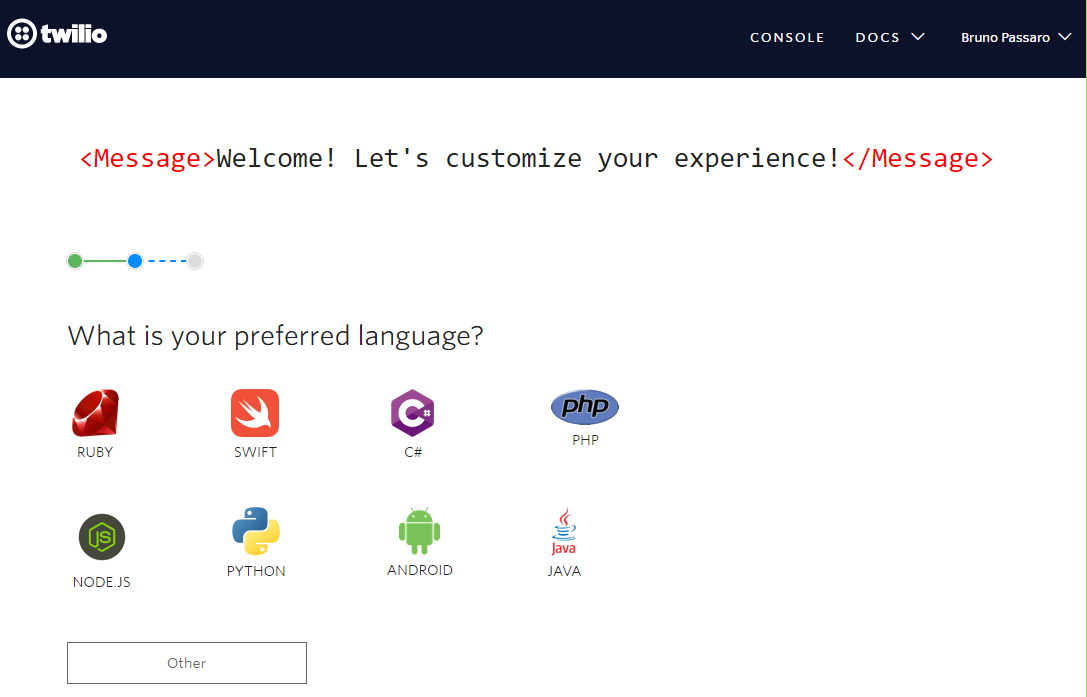 twilio
CONSOLE DOCS Bruno Passaro
<Message>Welcome! Let's customize your experience!</Message>
What is your preferred language?
php
RUBY SWIFT C# PHP
JS
Java
NODE.JS PYTHON ANDROID JAVA
Other